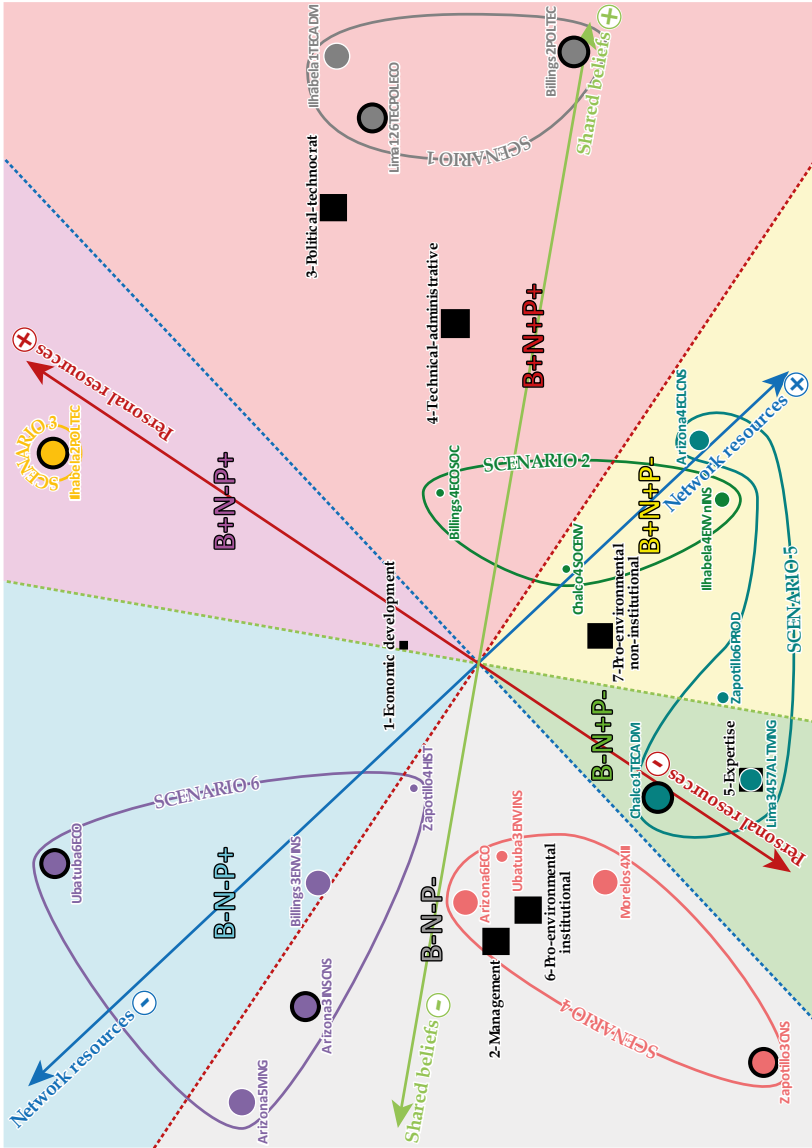 Ilhabela1TECADM
Billings2POLTEC
+
Shared beliefs
Lima126TECPOLECO
SCENARIO 1
3-Political-technocrat
4-Technical-administrative
B+N+P+
+
Personal resources
SCENARIO 3
Ilhabela2POLTEC
B+N-P+
Arizona4ECLCNS
Network resources
+
SCENARIO 2
Billings4ECOSOC
B+N+P-
Ilhabela4ENVnINS
Chalco4SOCENV
SCENARIO 5
7-Pro-environmental
non-institutional
1-Economic development
Zapotillo6PROD
B-N+P-
Chalco1TECADM
-
Personal resources
5-Expertise
Lima3457ALTMNG
SCENARIO 6
Zapotillo4HIST
Ubatuba6ECO
B-N-P+
Billings3ENVINS
B-N-P-
Arizona6ECO
Ubatuba3ENVINS
Morelos4XIII
6-Pro-environmental
institutional
2-Management
Arizona3INSCNS
-
Network resources
-
Shared beliefs
SCENARIO 4
Zapotillo3CNS
Arizona5MNG